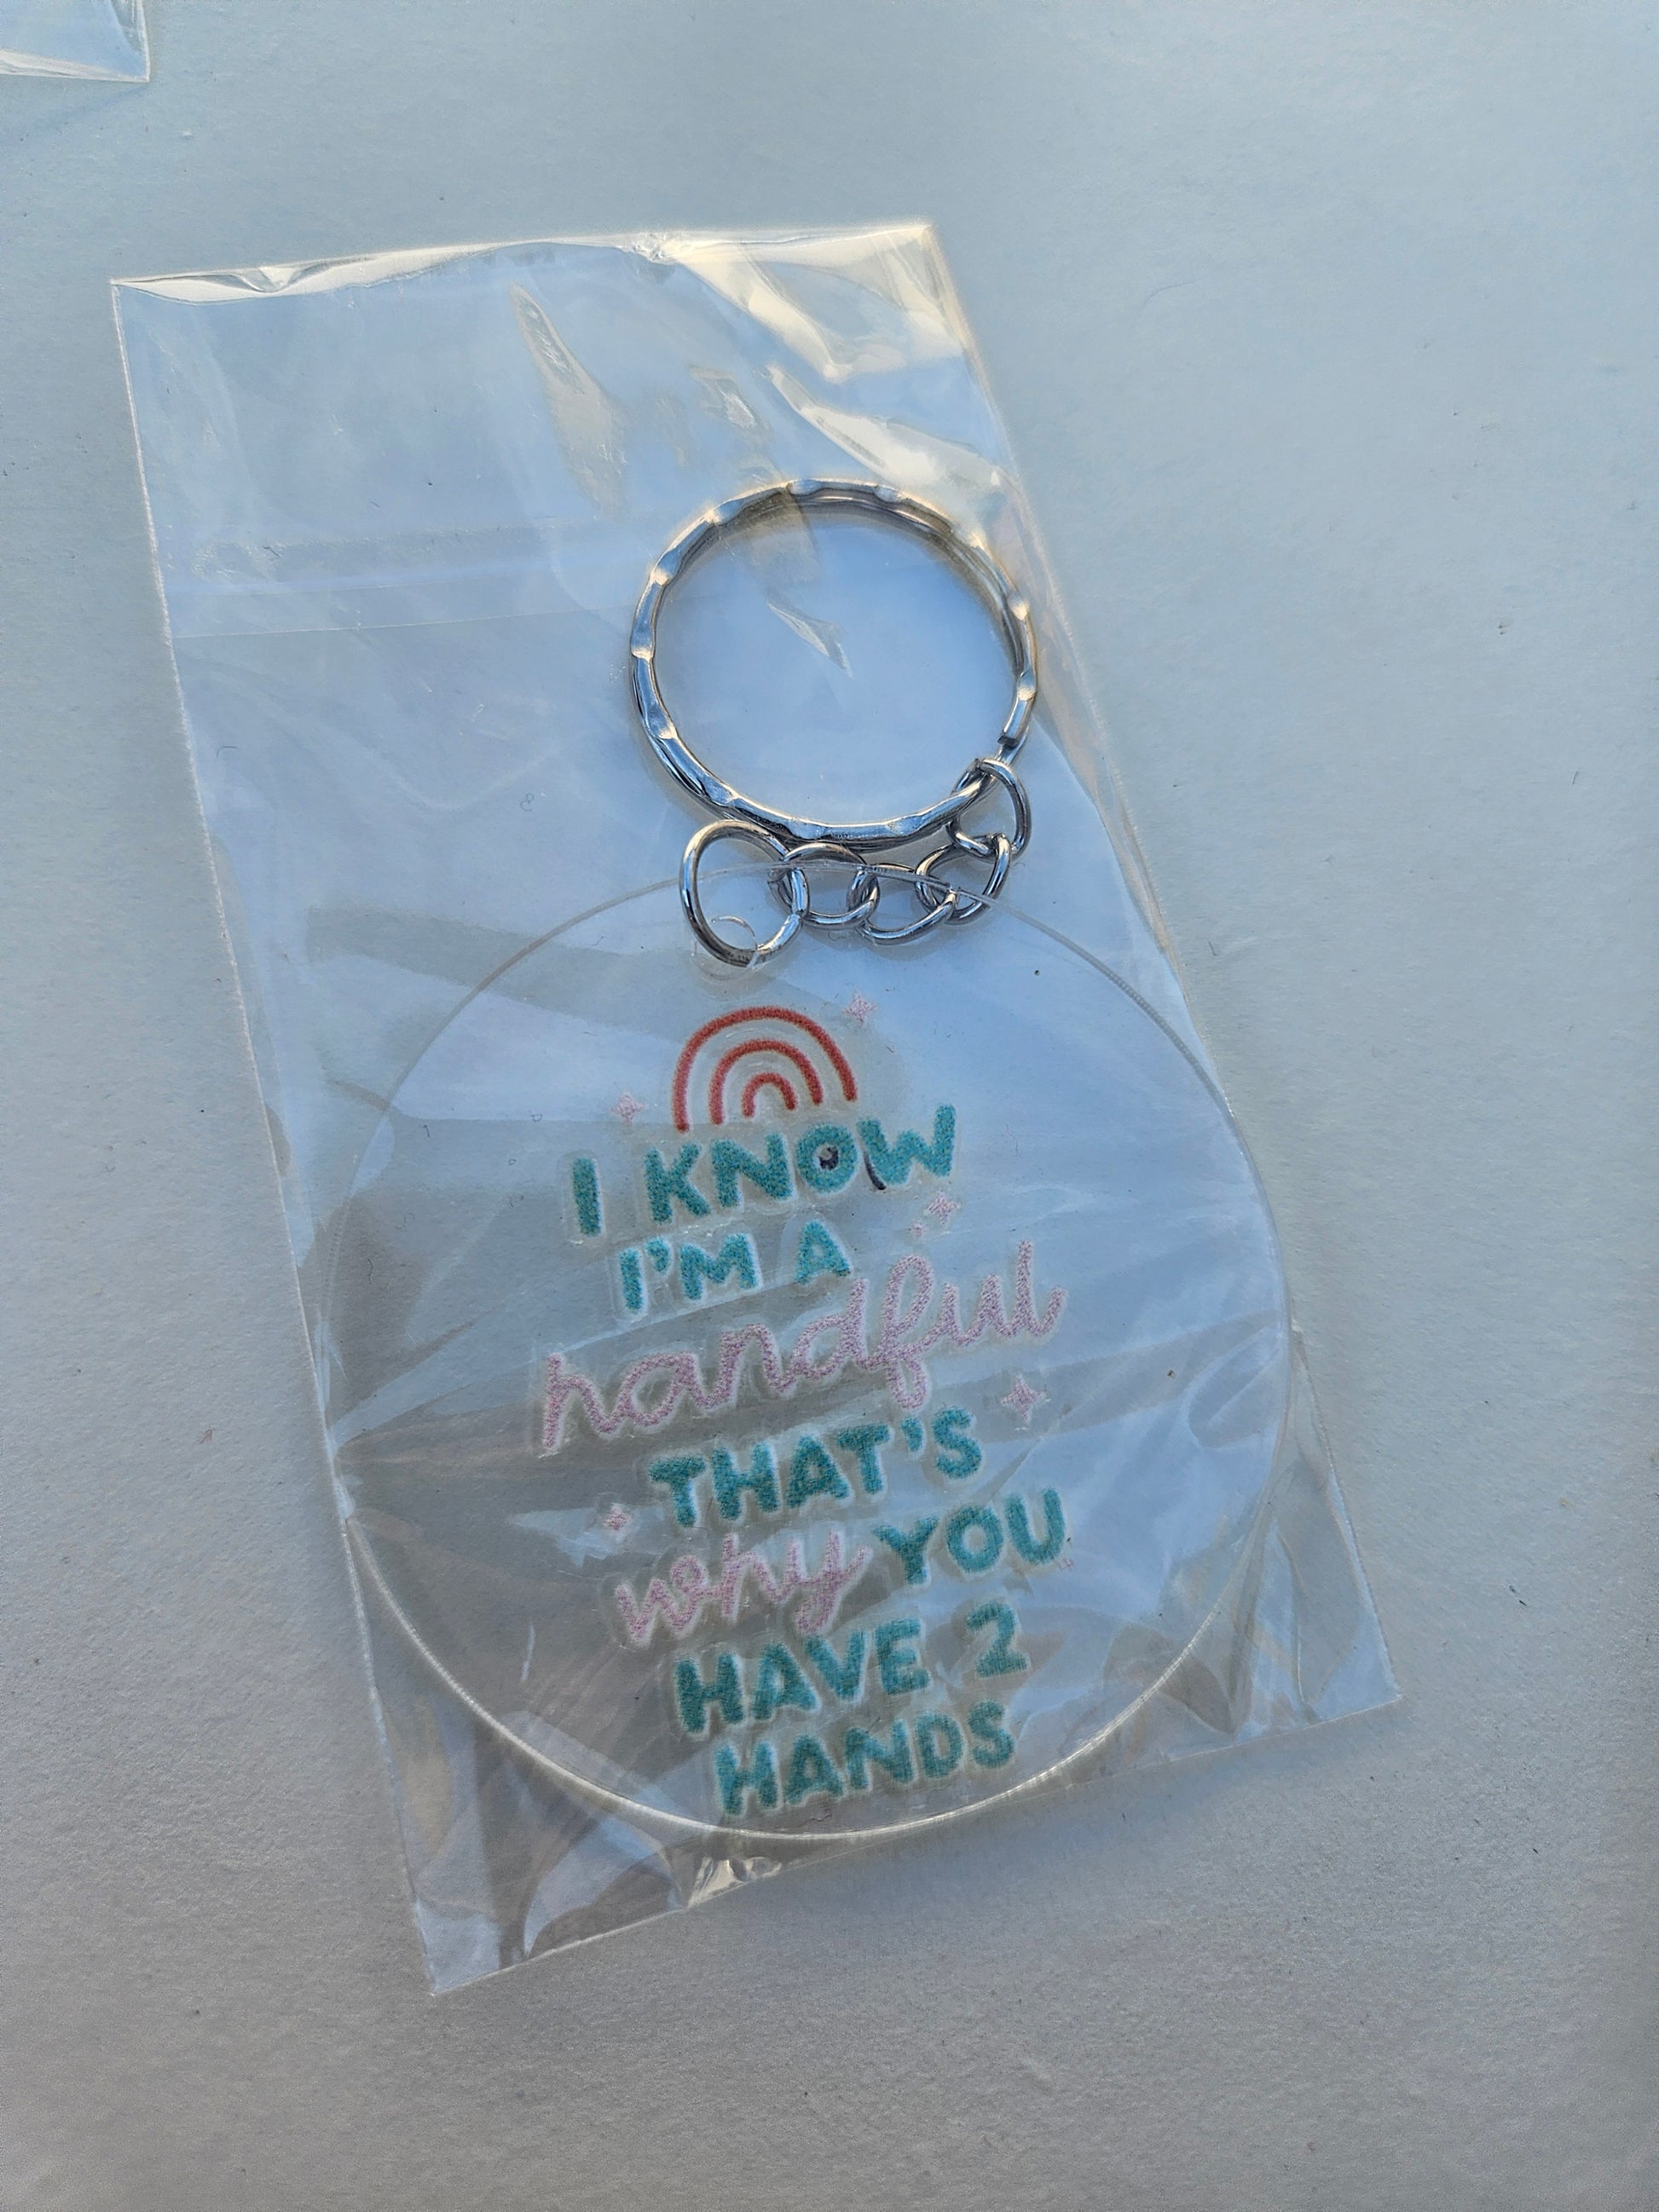 I KNOW
I'M A
handful
THAT'S
why YOU
HAVE 2
HANDS